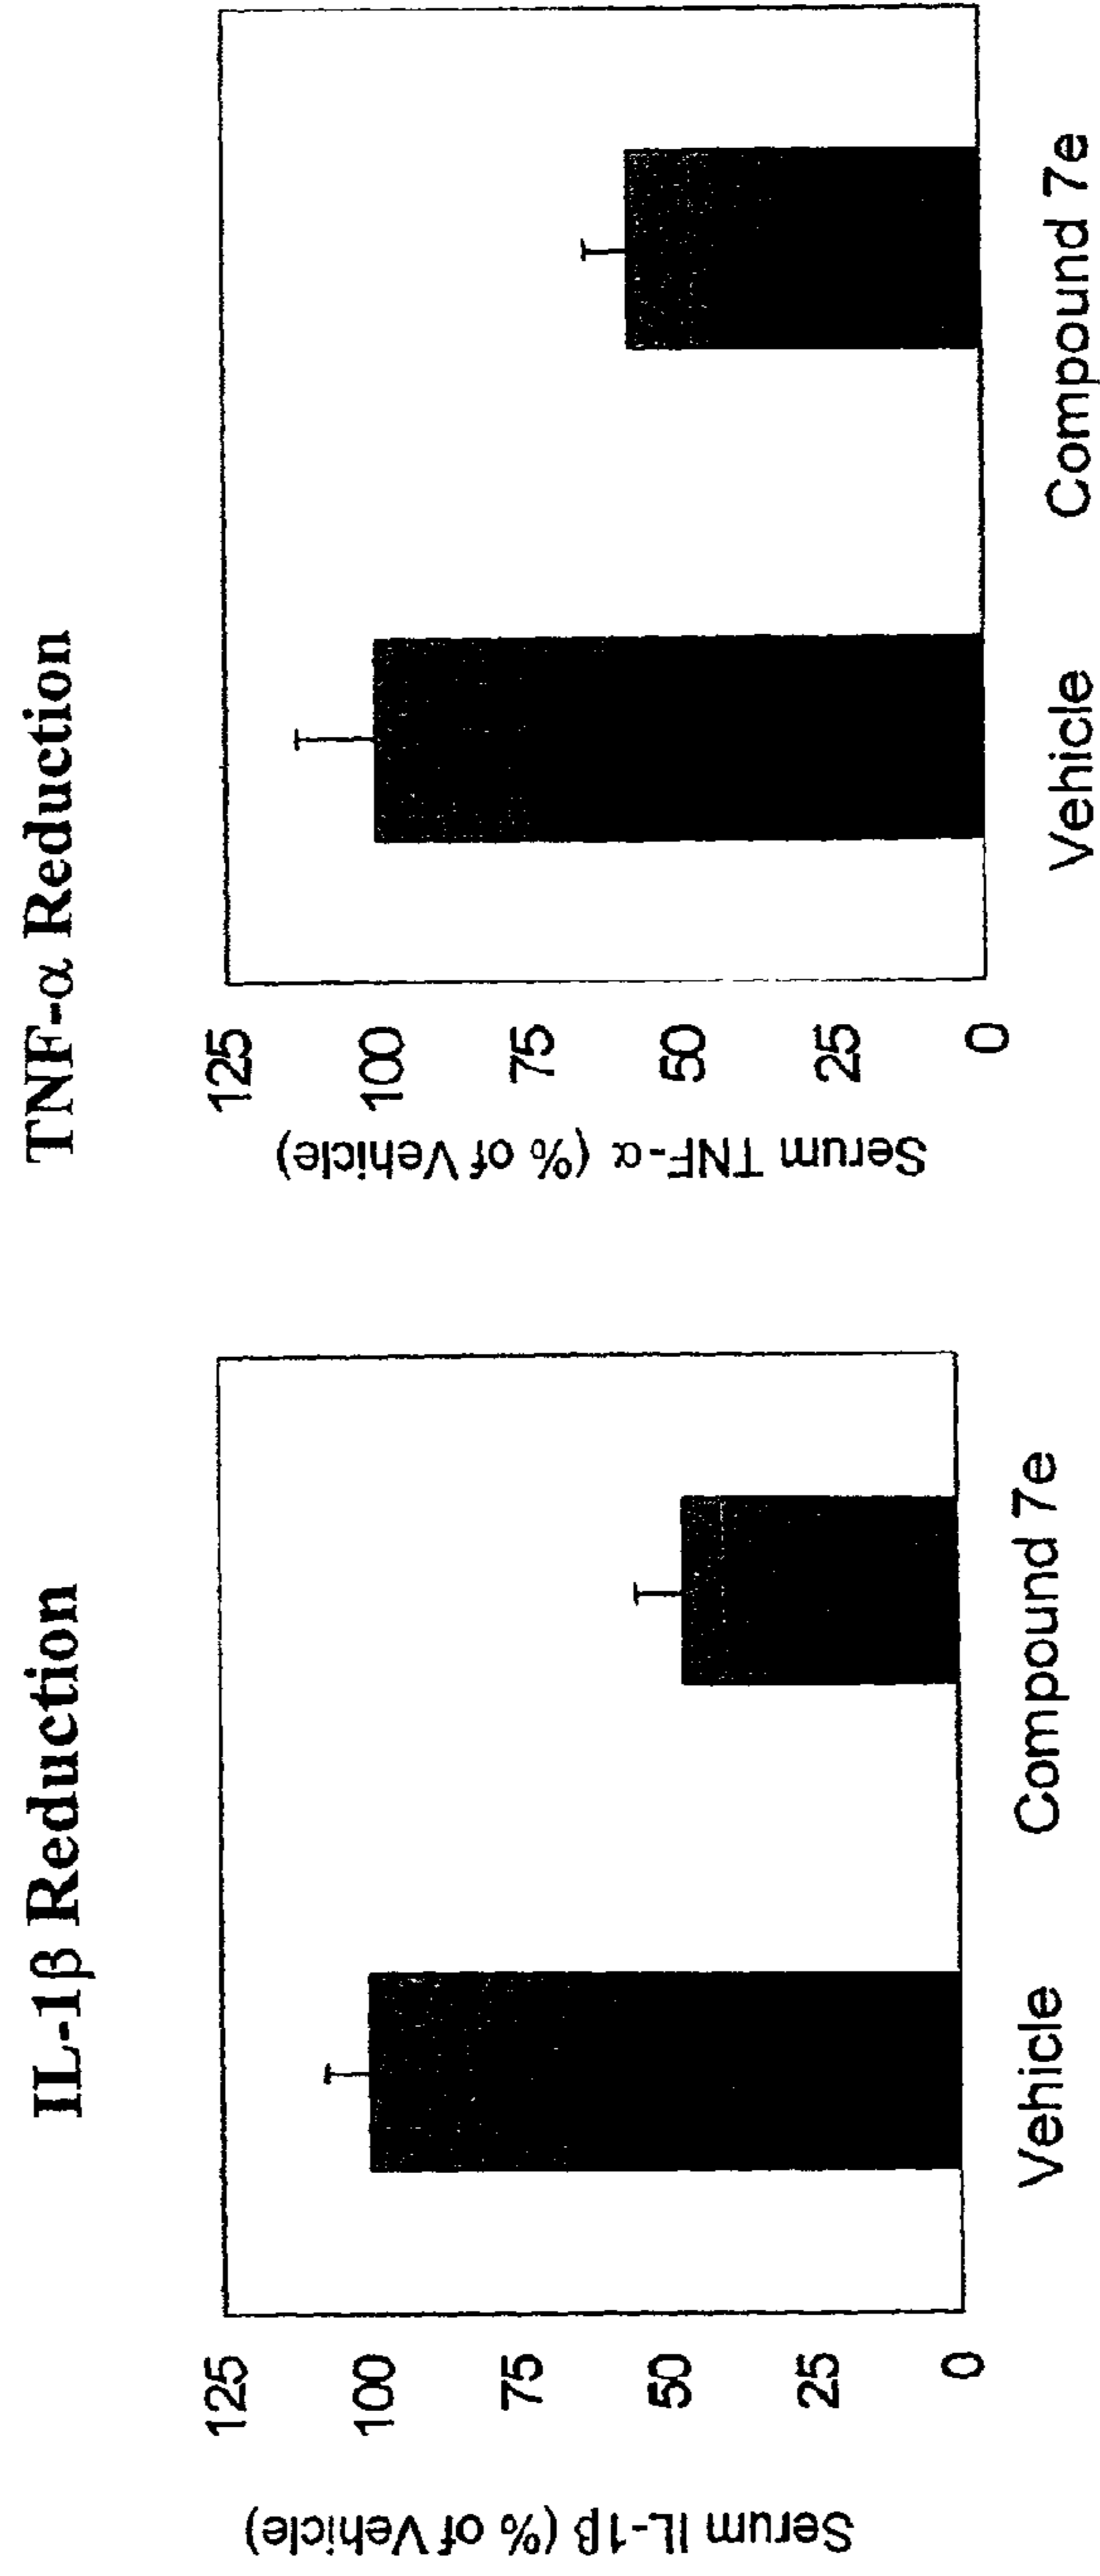 IL-1β Reduction
Serum IL-1β (% of Vehicle)
125
100
75
50
25
0
Vehicle
Compound 7e
TNF-α Reduction
Serum TNF-α (% of Vehicle)
125
100
75
50
25
0
Vehicle
Compound 7e